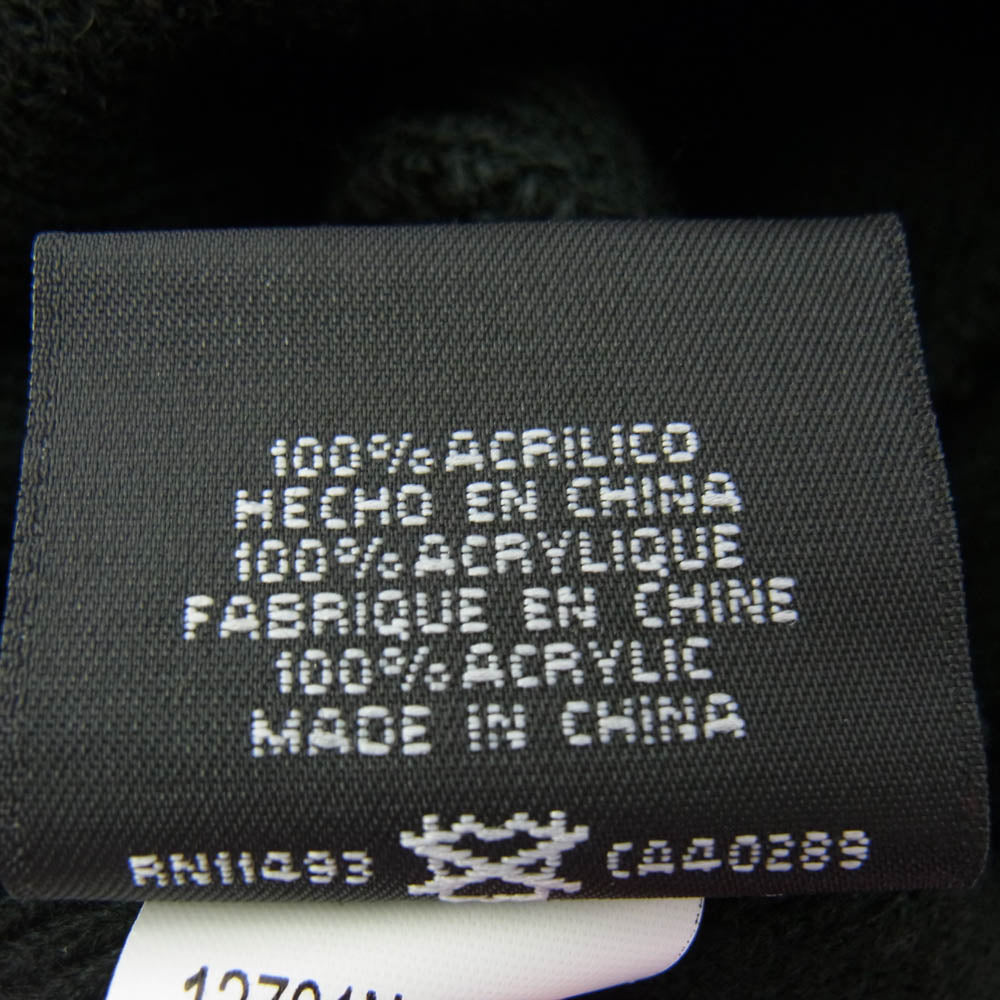 100% ACRILICO
HECHO EN CHINA
100% ACRYLIQUE
FABRIQUE EN CHINE
100% ACRYLIC
MADE IN CHINA
RN11493 CA40289